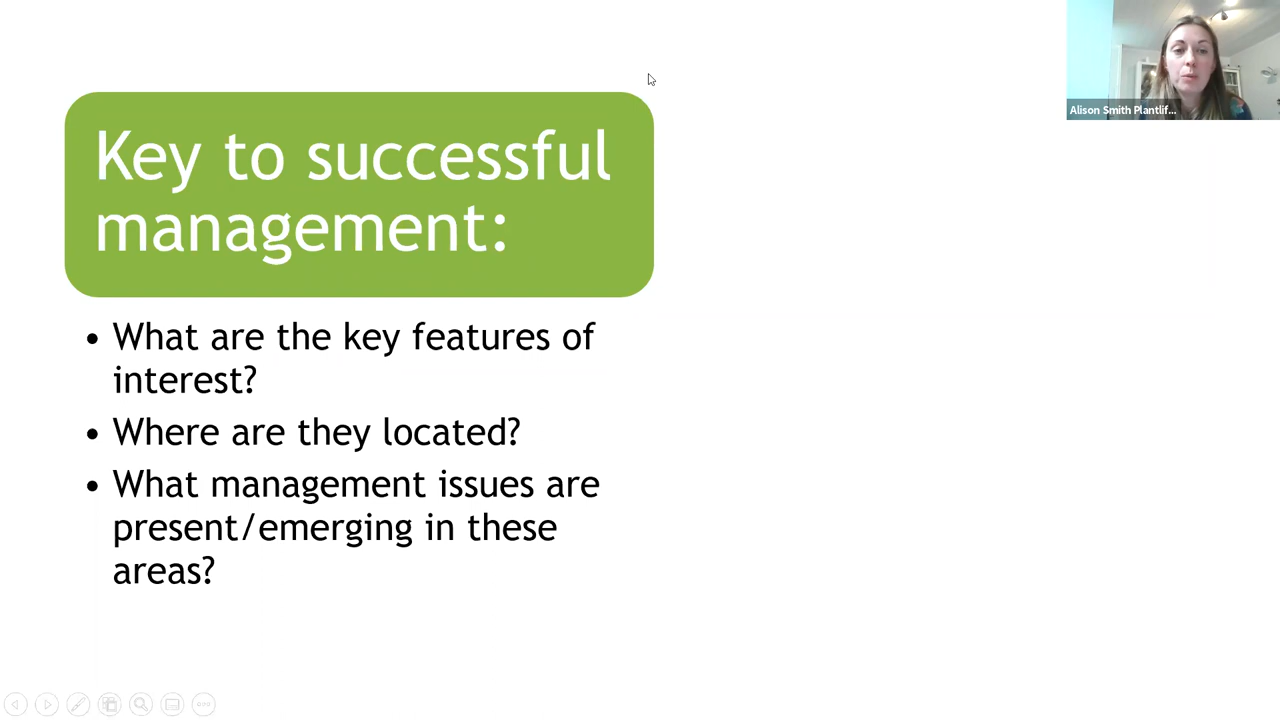 Alison Smith Plantlif...
Key to successful
management:
• What are the key features of
interest?
• Where are they located?
• What management issues are
present/emerging in these
areas?